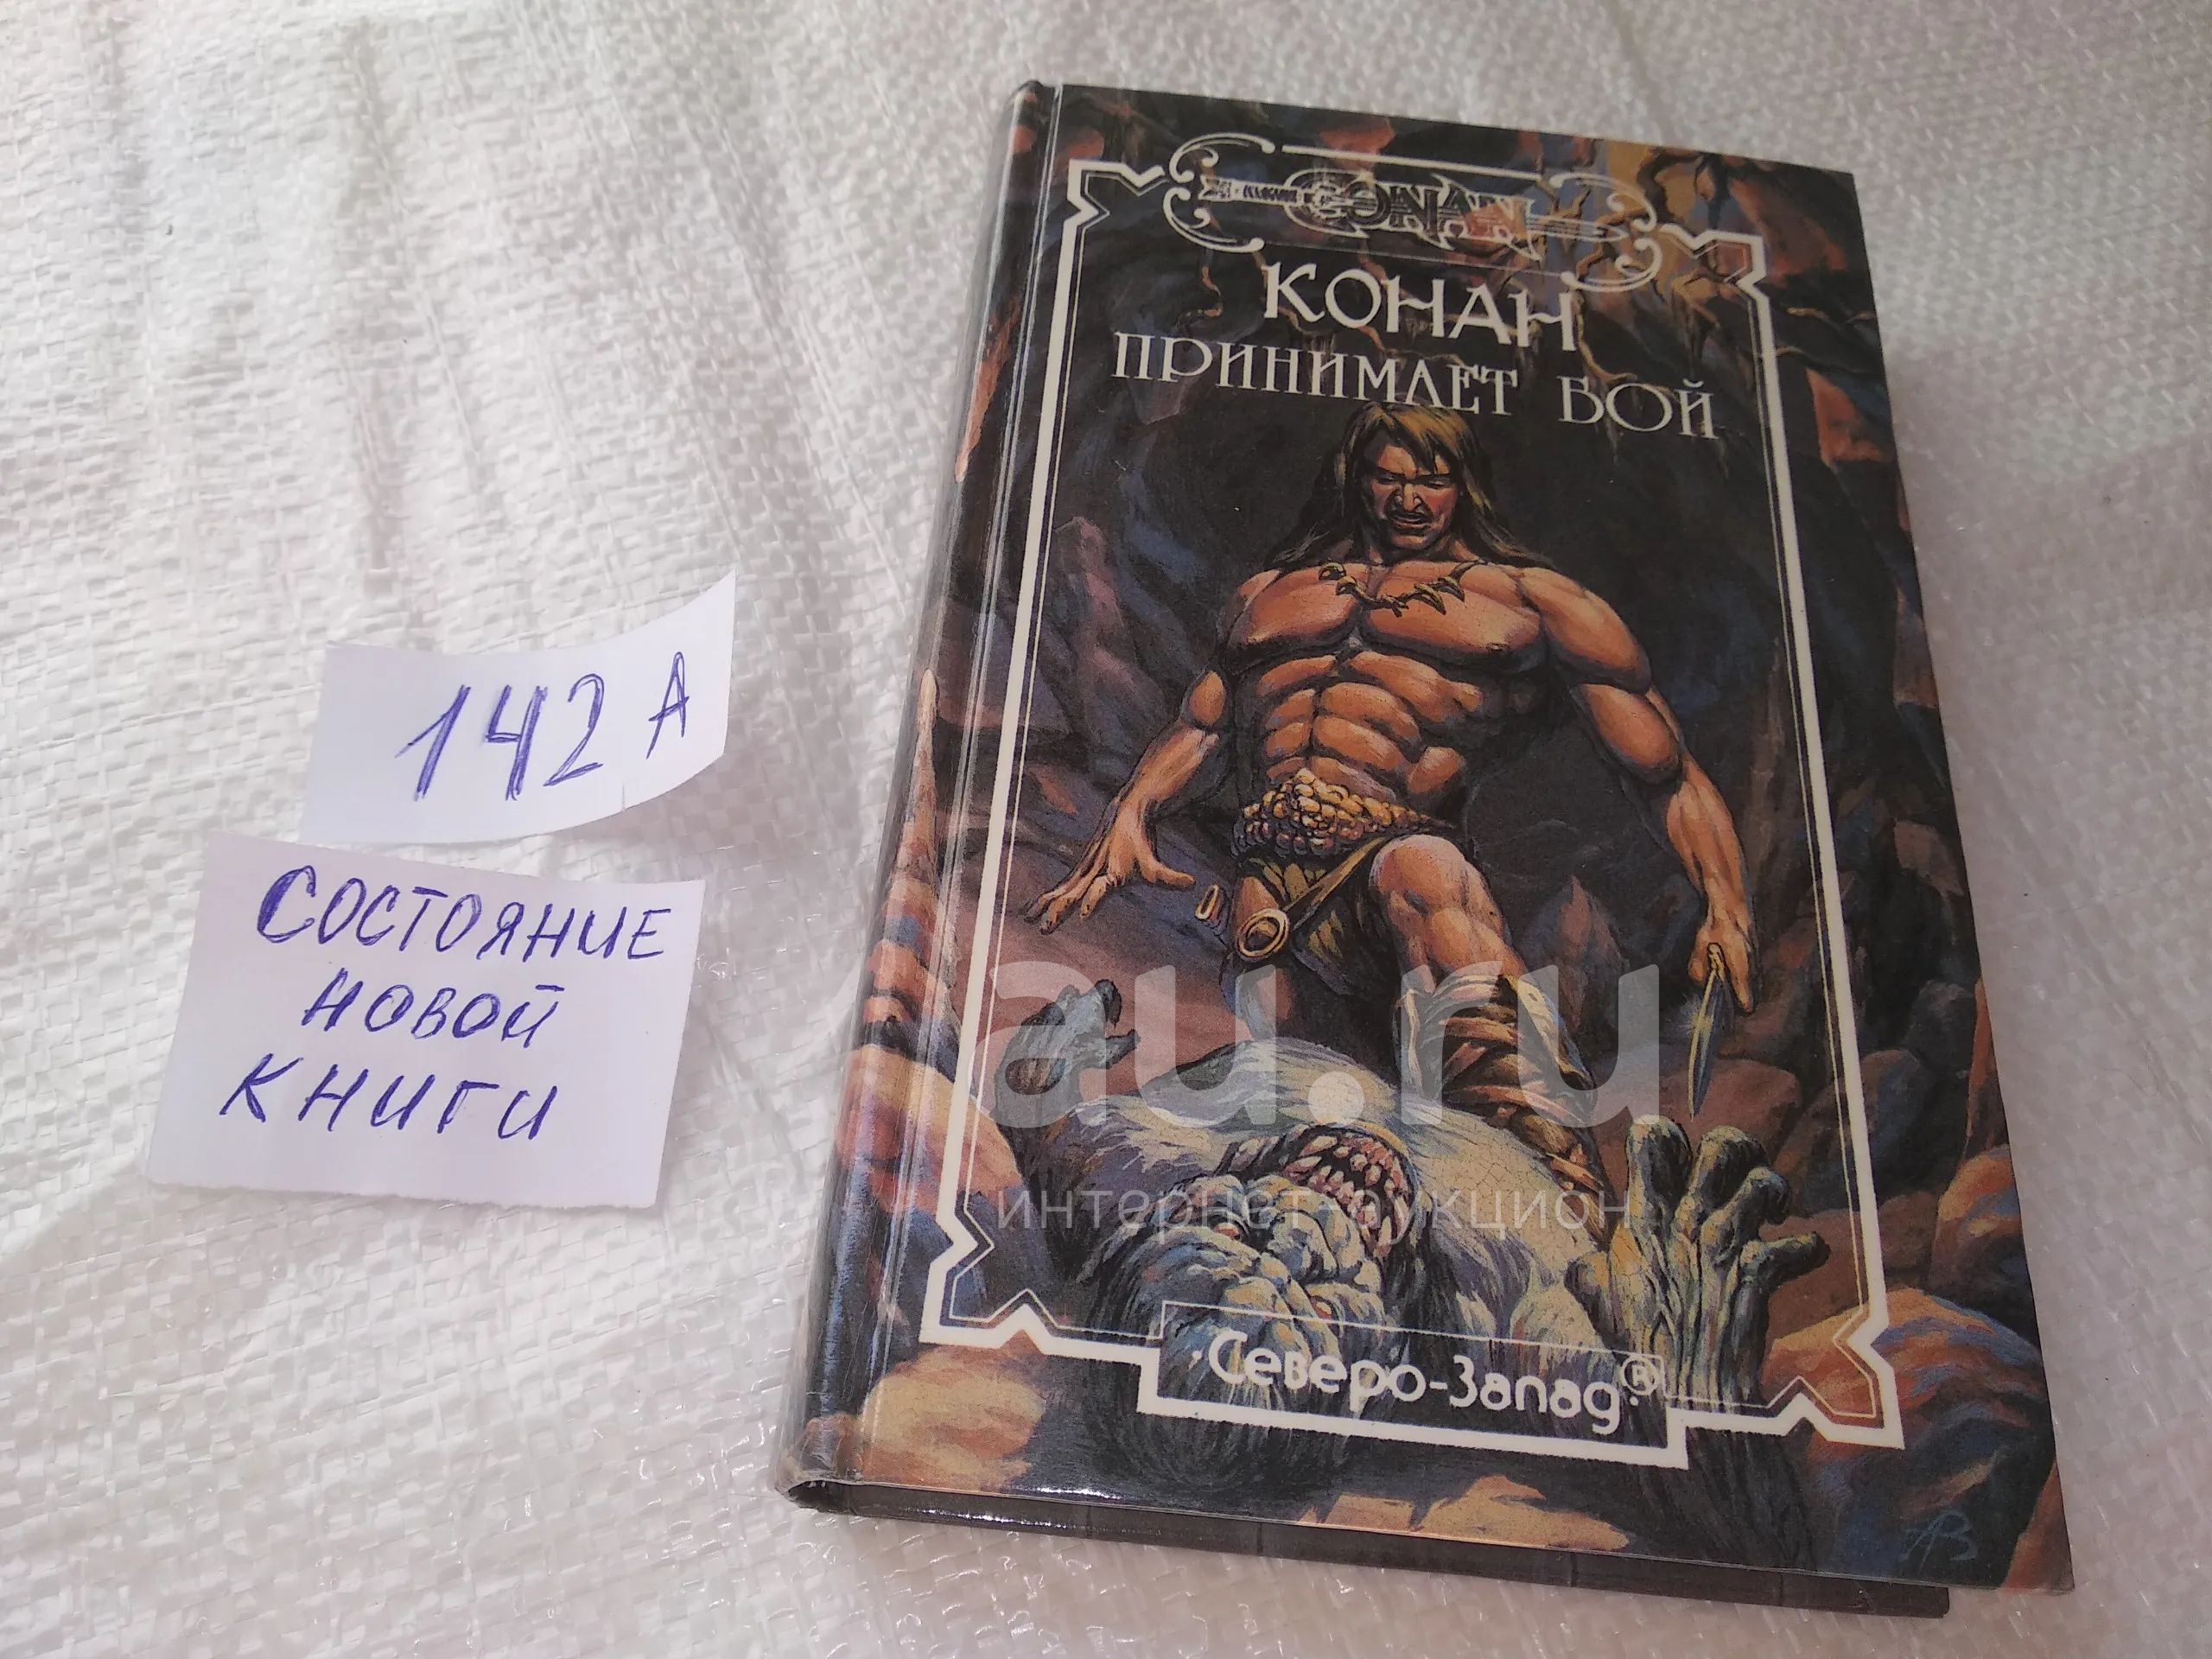 142 А
Состояние
новой
книги
CONAN
КОНАН
ПРИНИМАЕТ БОЙ
au.ru
интернет-аукцион
Северо-Запад®